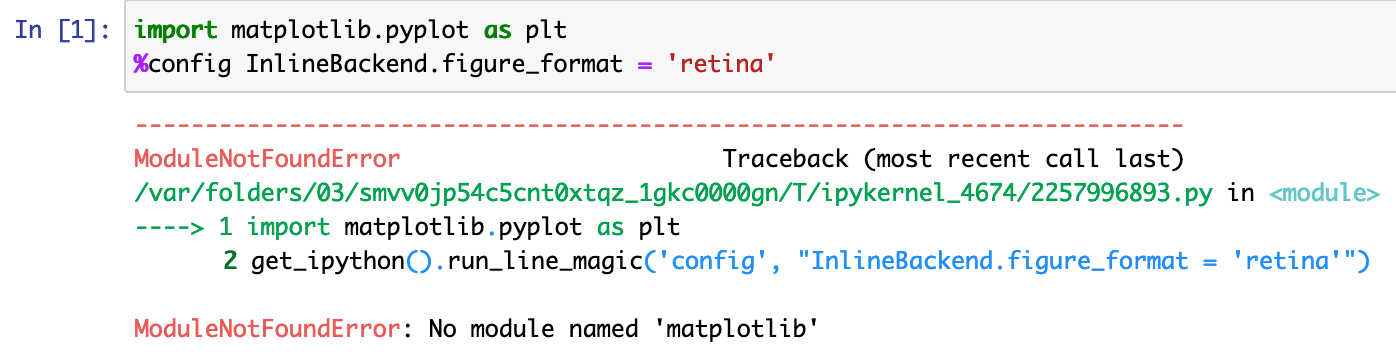 In [1]: import matplotlib.pyplot as plt
%config InlineBackend.figure_format = 'retina'
---------------------------------------------------------------------------
ModuleNotFoundError Traceback (most recent call last)
/var/folders/03/smvv0jp54c5cnt0xtqz_1gkc0000gn/T/ipykernel_4674/2257996893.py in <module>
----> 1 import matplotlib.pyplot as plt
2 get_ipython().run_line_magic('config', "InlineBackend.figure_format = 'retina'")
ModuleNotFoundError: No module named 'matplotlib'